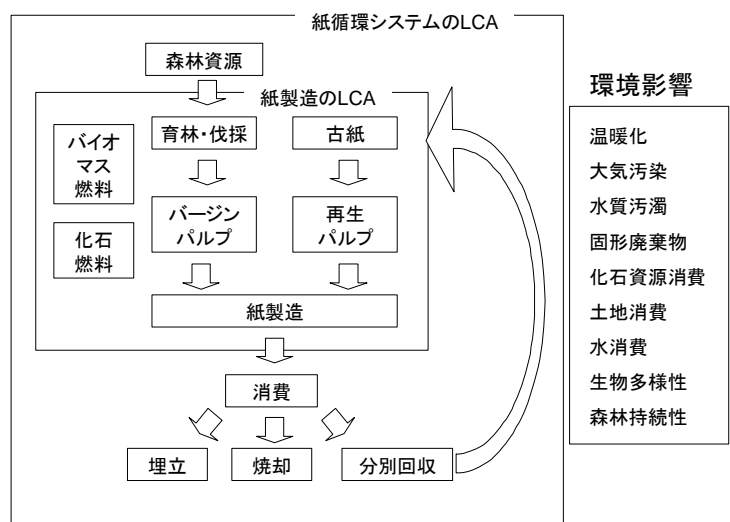 紙循環システムのLCA
森林資源
紙製造のLCA
バイオ
マス
燃料
化石
燃料
育林・伐採
古紙
バージン
パルプ
再生
パルプ
紙製造
消費
埋立
焼却
分別回収
環境影響
温暖化
大気汚染
水質汚濁
固形廃棄物
化石資源消費
土地消費
水消費
生物多様性
森林持続性